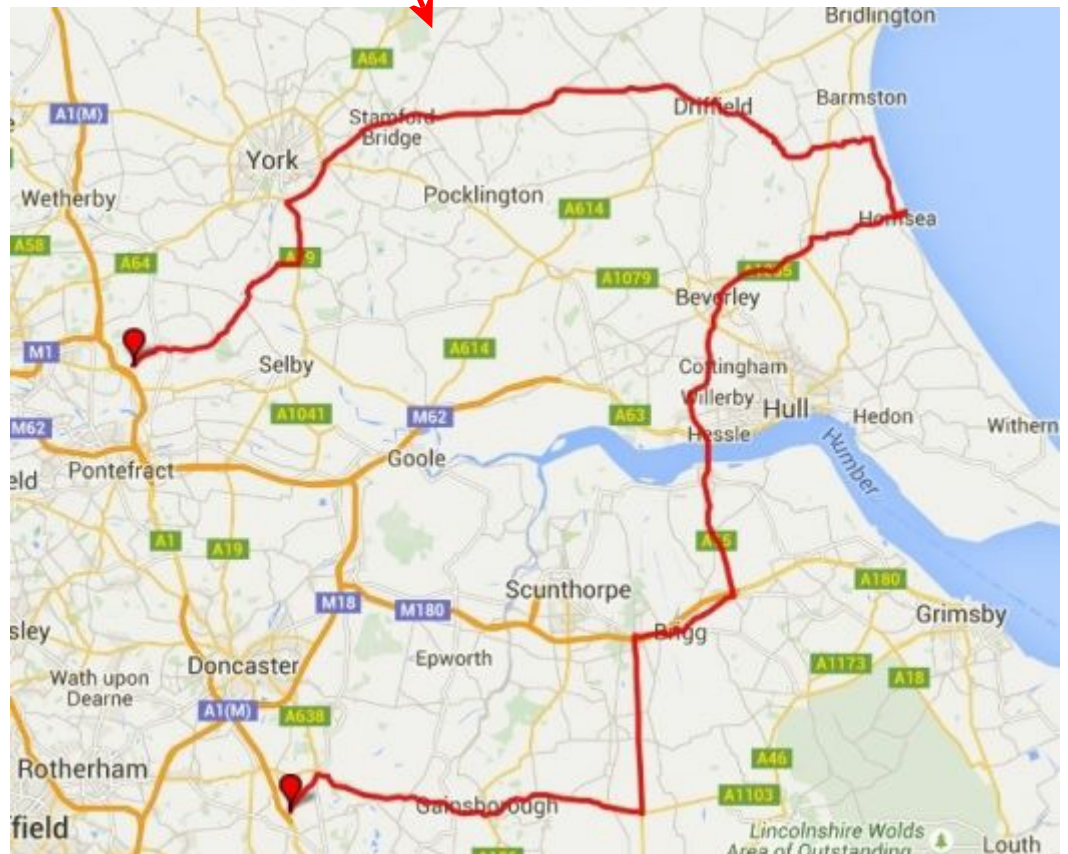 Bridlington
A64
Stamford
Bridge
Driffield
Barmston
A1(M)
York
Wetherby
Pocklington
A614
Hornsea
A58
A64
A1079
Beverley
M1
A614
Selby
Cottingham
Willerby
Hull
A1041
M62
A63
Hedon
M62
Hessle
Withern
Humber
Pontefract
Goole
eld
A1
A19
Scunthorpe
A180
M18
M180
Grimsby
sley
Brigg
Doncaster
Epworth
A1173
A18
Wath upon
Dearne
A1(M)
A638
A46
Rotherham
Gainsborough
A1103
ffield
Lincolnshire Wolds
Area of Outstanding
Louth